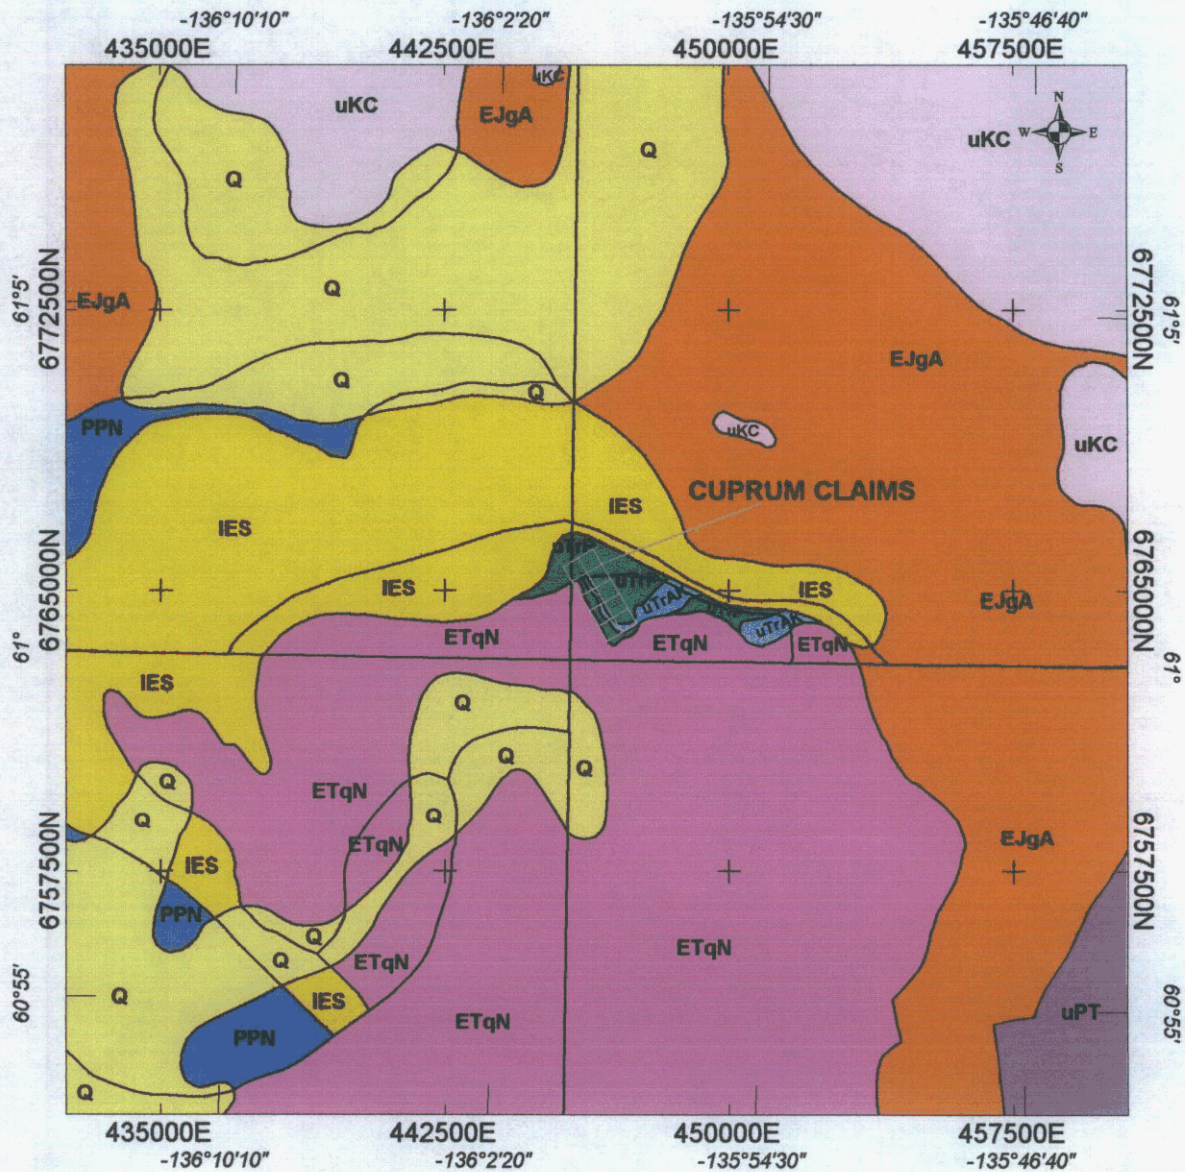 -136°10'10" -136°2'20" -135°54'30" -135°46'40"
435000E 442500E 450000E 457500E
uKC
uKC
EJgA
Q
uKC
N
W E
S
Q
61°5'
6772500N
EJgA
Q
6772500N
61°5'
EJgA
Q
Q
PPN
uKC
uKC
CUPRUM CLAIMS
IES
IES
6765000N
uTrP
uTrP
IES
IES
EJgA
6765000N
uTrAK
uTrAK
ETqN
ETqN
ETqN
61°
61°
IES
Q
Q
Q
Q
ETqN
Q
Q
ETqN
EJgA
6757500N
IES
6757500N
PPN
Q
ETqN
ETqN
Q
Q
60°55'
IES
uPT
60°55'
ETqN
PPN
Q
435000E 442500E 450000E 457500E
-136°10'10" -136°2'20" -135°54'30" -135°46'40"